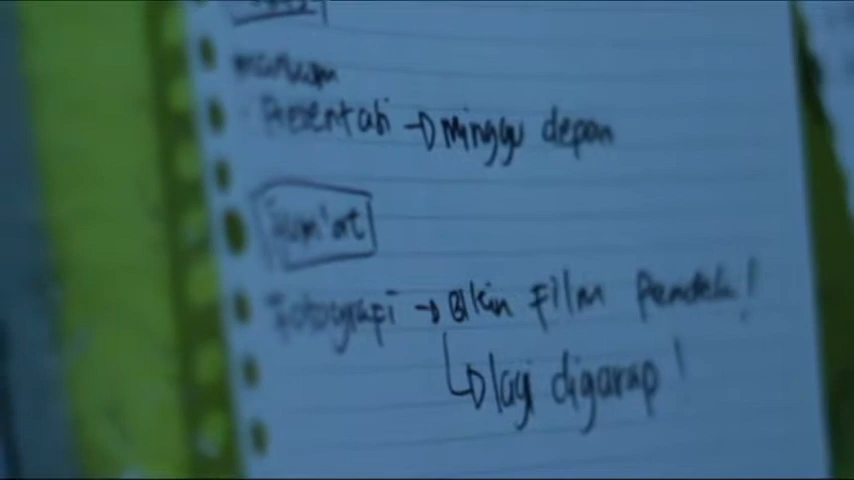 Presentasi → Minggu depan
Jum'at
Fotografi → Bikin Film Pendek!
↳ lagi digarap!